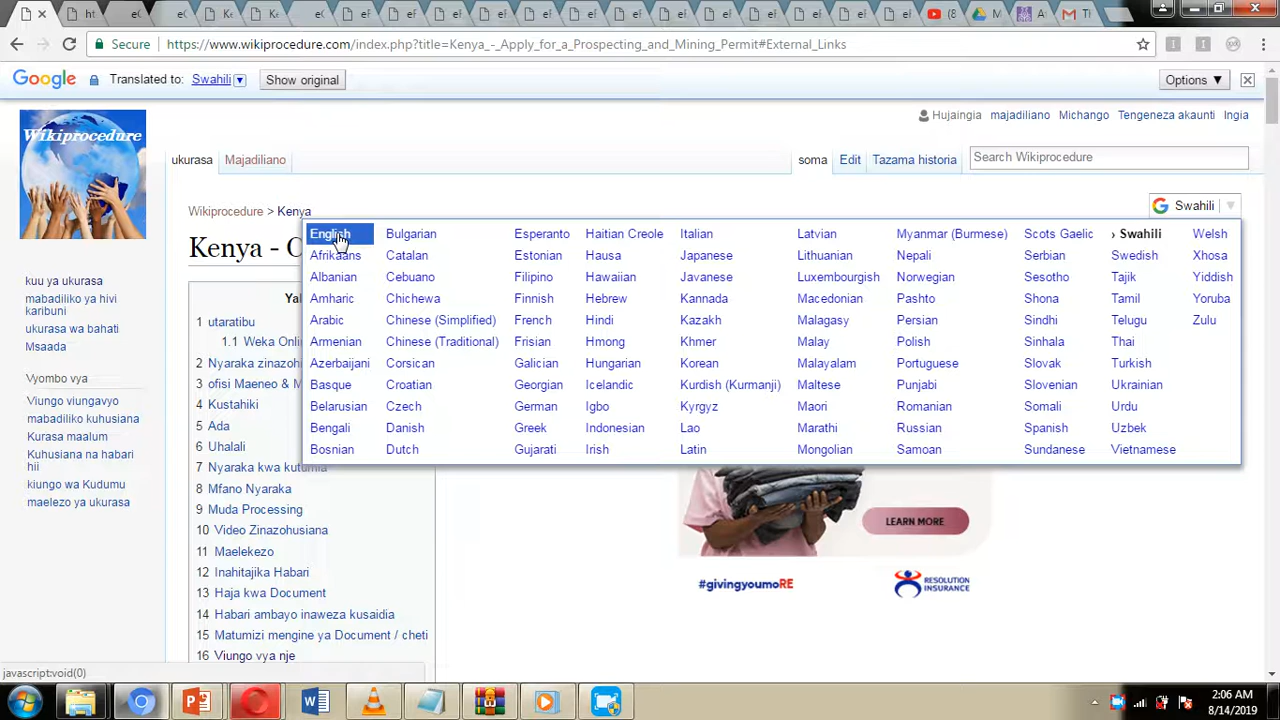 Secure https://www.wikiprocedure.com/index.php?title=Kenya_-_Apply_for_a_Prospecting_and_Mining_Permit#External_Links
Google Translated to: Swahili Show original Options ▼
Wikiprocedure
Hujaingia majadiliano Michango Tengeneza akaunti Ingia
ukurasa Majadiliano soma Edit Tazama historia Search Wikiprocedure
Wikiprocedure > Kenya
G Swahili
Kenya - O
English Bulgarian Esperanto Haitian Creole Italian Latvian Myanmar (Burmese) Scots Gaelic › Swahili Welsh
Afrikaans Catalan Estonian Hausa Japanese Lithuanian Nepali Serbian Swedish Xhosa
Albanian Cebuano Filipino Hawaiian Javanese Luxembourgish Norwegian Sesotho Tajik Yiddish
Amharic Chichewa Finnish Hebrew Kannada Macedonian Pashto Shona Tamil Yoruba
Arabic Chinese (Simplified) French Hindi Kazakh Malagasy Persian Sindhi Telugu Zulu
Armenian Chinese (Traditional) Frisian Hmong Khmer Malay Polish Sinhala Thai
Azerbaijani Corsican Galician Hungarian Korean Malayalam Portuguese Slovak Turkish
Basque Croatian Georgian Icelandic Kurdish (Kurmanji) Maltese Punjabi Slovenian Ukrainian
Belarusian Czech German Igbo Kyrgyz Maori Romanian Somali Urdu
Bengali Danish Greek Indonesian Lao Marathi Russian Spanish Uzbek
Bosnian Dutch Gujarati Irish Latin Mongolian Samoan Sundanese Vietnamese
kuu ya ukurasa
mabadiliko ya hivi
karibuni
ukurasa wa bahati
Msaada
Vyombo vya
Viungo viungavyo
mabadiliko kuhusiana
Kurasa maalum
Kuhusiana na habari
hii
kiungo wa Kudumu
maelezo ya ukurasa
Ya
1 utaratibu
1.1 Weka Onli
2 Nyaraka zinazoh
3 ofisi Maeneo & M
4 Kustahiki
5 Ada
6 Uhalali
7 Nyaraka kwa kutumia
8 Mfano Nyaraka
9 Muda Processing
10 Video Zinazohusiana
11 Maelekezo
12 Inahitajika Habari
13 Haja kwa Document
14 Habari ambayo inaweza kusaidia
15 Matumizi mengine ya Document / cheti
16 Viungo vya nje
LEARN MORE
#givingyoumoRE
RESOLUTION
INSURANCE
javascript:void(0)
2:06 AM
8/14/2019